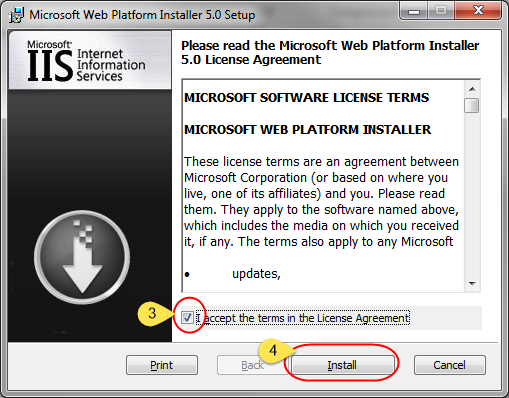 Microsoft Web Platform Installer 5.0 Setup
Microsoft®
IIS Internet
Information
Services
Please read the Microsoft Web Platform Installer
5.0 License Agreement
MICROSOFT SOFTWARE LICENSE TERMS
MICROSOFT WEB PLATFORM INSTALLER
These license terms are an agreement between
Microsoft Corporation (or based on where you
live, one of its affiliates) and you. Please read
them. They apply to the software named above,
which includes the media on which you received
it, if any. The terms also apply to any Microsoft
• updates,
3
I accept the terms in the License Agreement
4
Print
Back
Install
Cancel